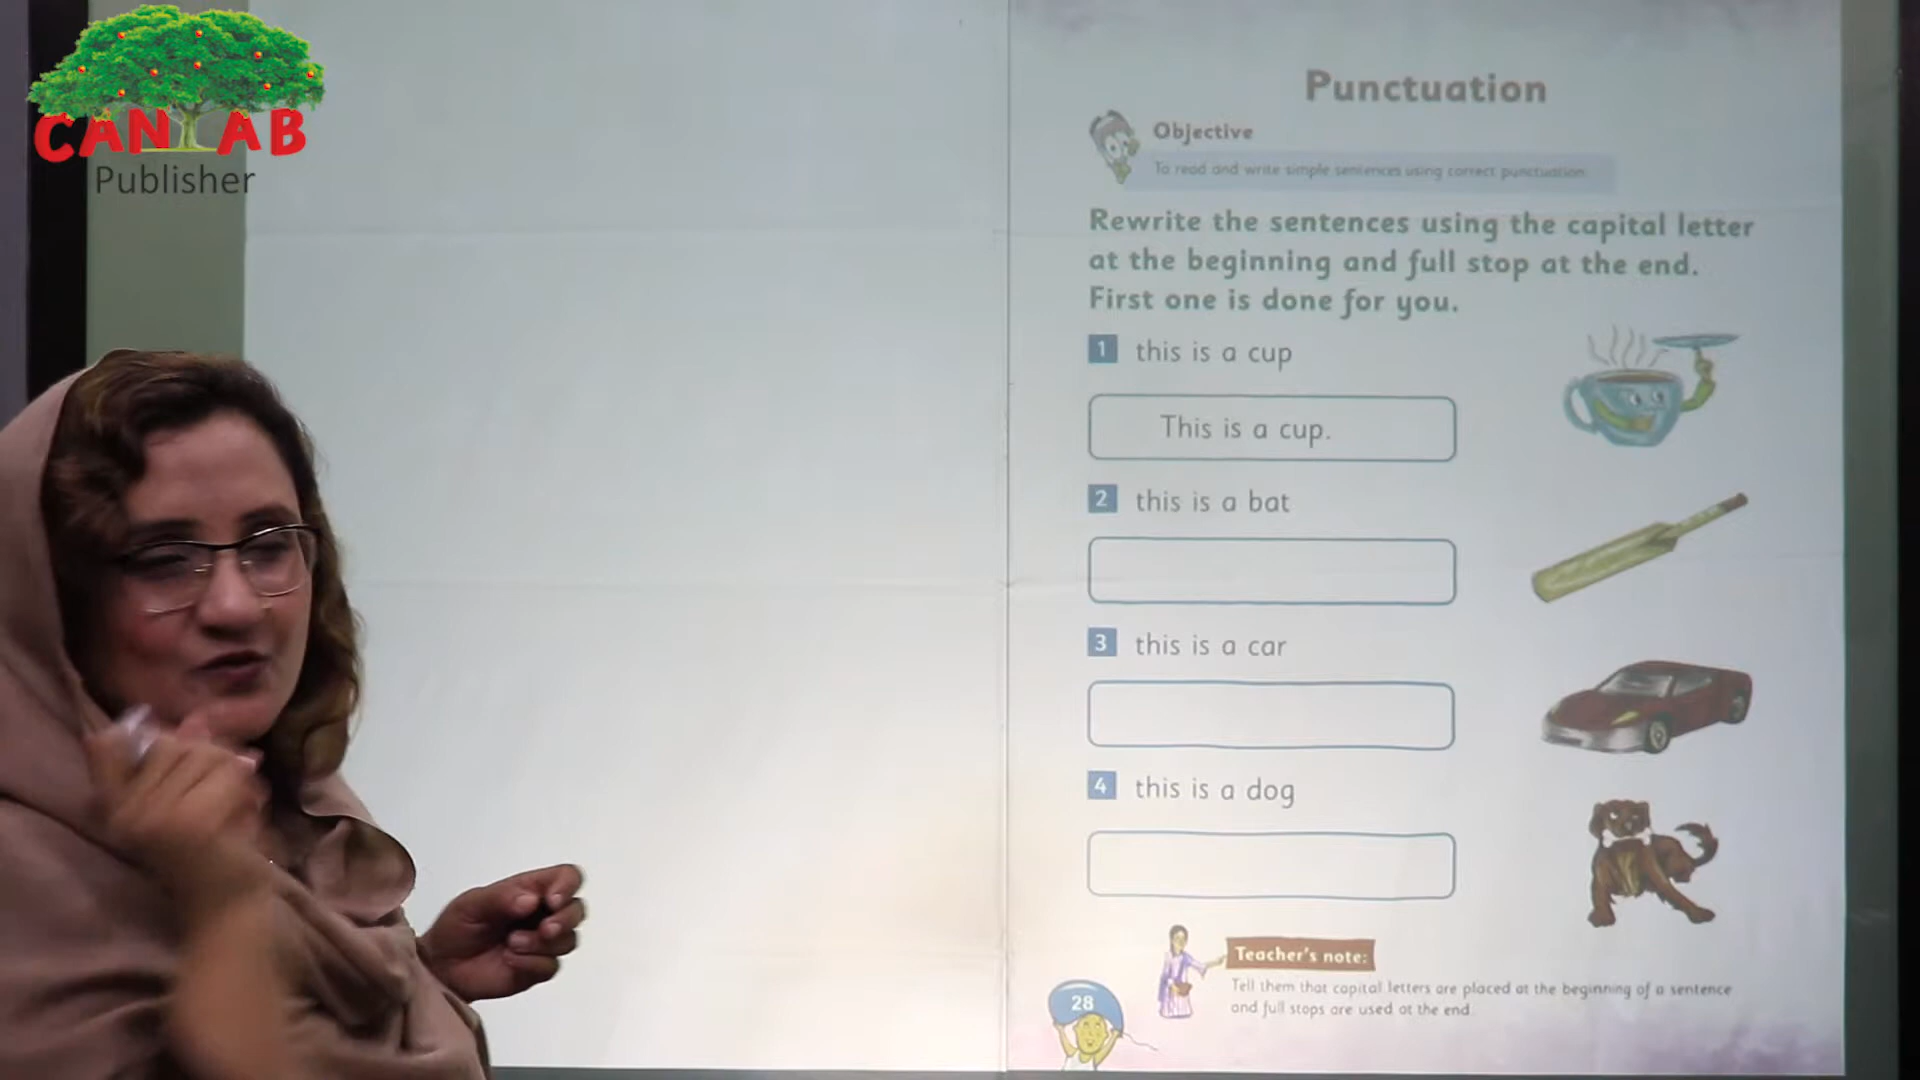 CANLAB
Publisher
Punctuation
Objective
To read and write simple sentences using correct punctuation.
Rewrite the sentences using the capital letter
at the beginning and full stop at the end.
First one is done for you.
1 this is a cup
This is a cup.
2 this is a bat
3 this is a car
4 this is a dog
Teacher's note:
Tell them that capital letters are placed at the beginning of a sentence
and full stops are used at the end.
28